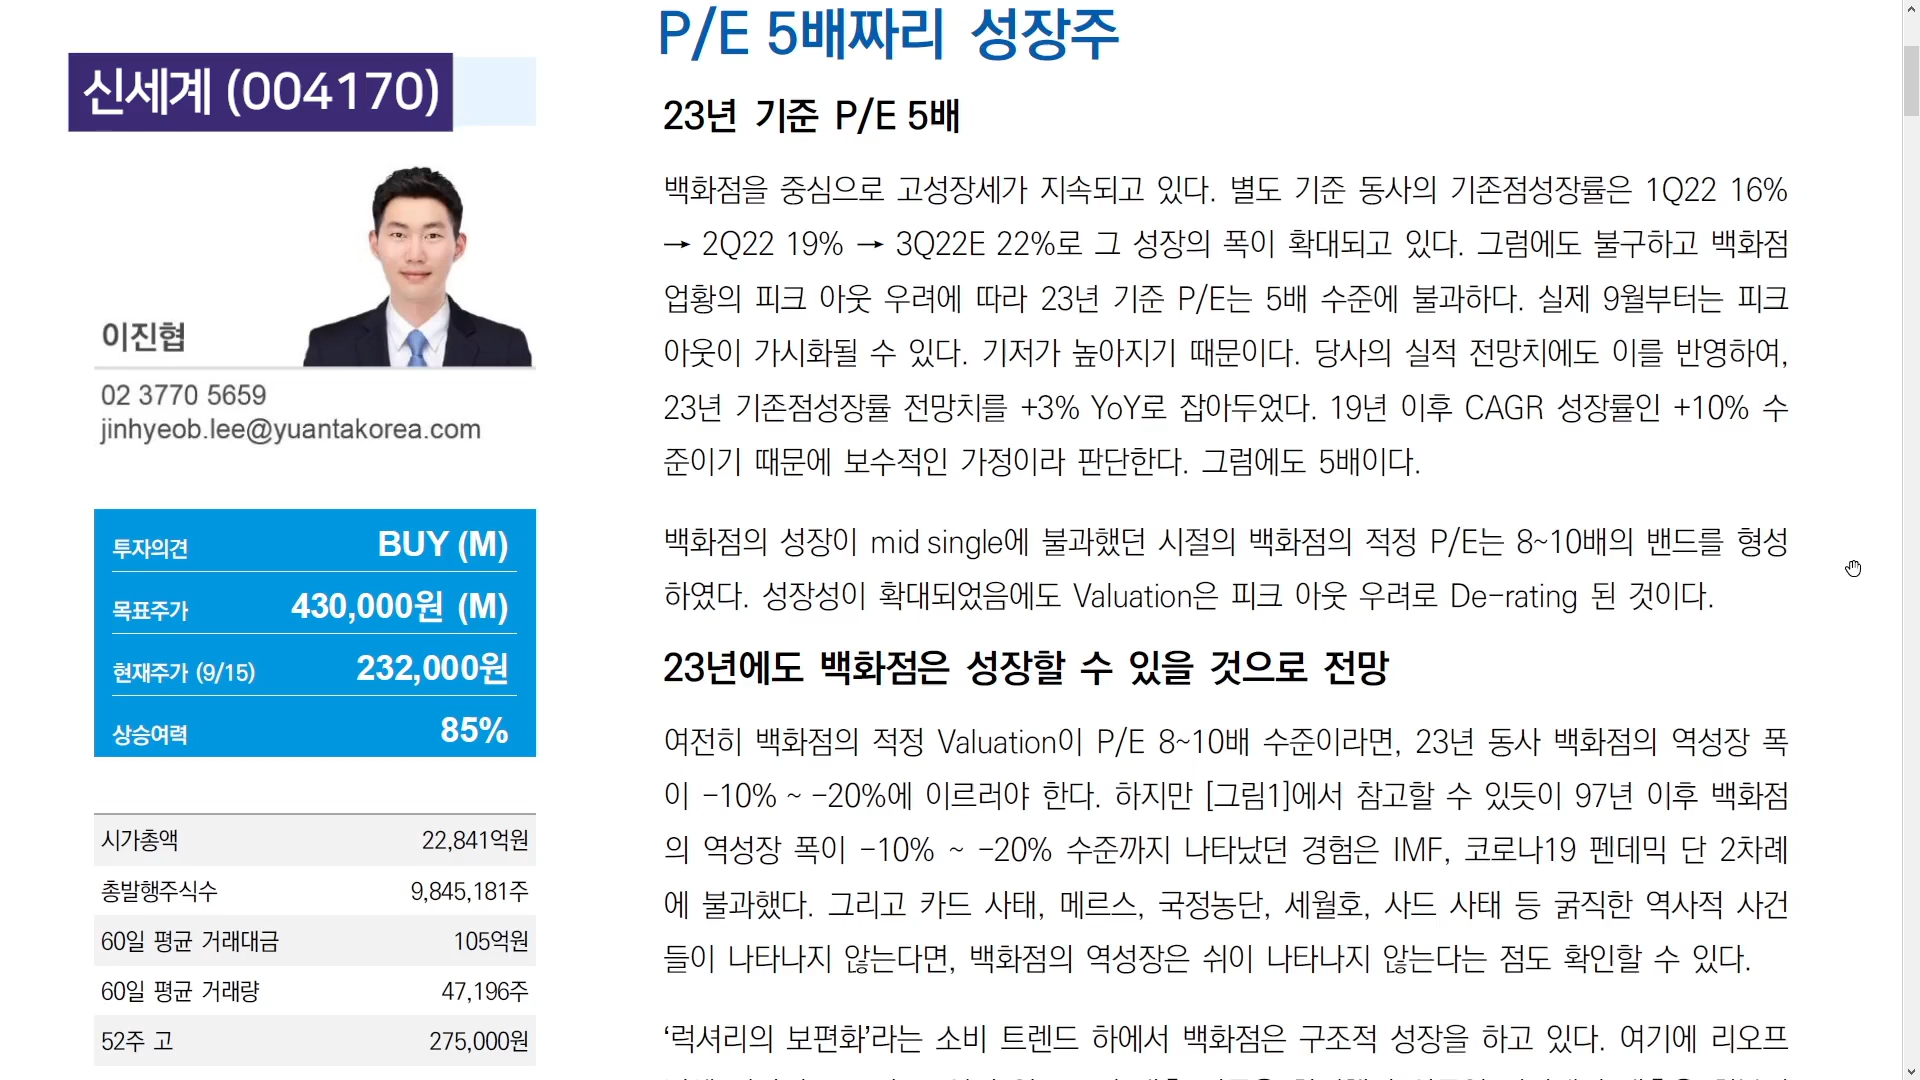 P/E 5배짜리 성장주
신세계 (004170)
이진협
02 3770 5659
jinhyeob.lee@yuantakorea.com
투자의견 BUY (M)
목표주가 430,000원 (M)
현재주가 (9/15) 232,000원
상승여력 85%
시가총액 22,841억원
총발행주식수 9,845,181주
60일 평균 거래대금 105억원
60일 평균 거래량 47,196주
52주 고 275,000원
23년 기준 P/E 5배
백화점을 중심으로 고성장세가 지속되고 있다. 별도 기준 동사의 기존점성장률은 1Q22 16%
→ 2Q22 19% → 3Q22E 22%로 그 성장의 폭이 확대되고 있다. 그럼에도 불구하고 백화점
업황의 피크 아웃 우려에 따라 23년 기준 P/E는 5배 수준에 불과하다. 실제 9월부터는 피크
아웃이 가시화될 수 있다. 기저가 높아지기 때문이다. 당사의 실적 전망치에도 이를 반영하여,
23년 기존점성장률 전망치를 +3% YoY로 잡아두었다. 19년 이후 CAGR 성장률인 +10% 수
준이기 때문에 보수적인 가정이라 판단한다. 그럼에도 5배이다.
백화점의 성장이 mid single에 불과했던 시절의 백화점의 적정 P/E는 8~10배의 밴드를 형성
하였다. 성장성이 확대되었음에도 Valuation은 피크 아웃 우려로 De-rating 된 것이다.
23년에도 백화점은 성장할 수 있을 것으로 전망
여전히 백화점의 적정 Valuation이 P/E 8~10배 수준이라면, 23년 동사 백화점의 역성장 폭
이 -10% ~ -20%에 이르러야 한다. 하지만 [그림1]에서 참고할 수 있듯이 97년 이후 백화점
의 역성장 폭이 -10% ~ -20% 수준까지 나타났던 경험은 IMF, 코로나19 펜데믹 단 2차례
에 불과했다. 그리고 카드 사태, 메르스, 국정농단, 세월호, 사드 사태 등 굵직한 역사적 사건
들이 나타나지 않는다면, 백화점의 역성장은 쉬이 나타나지 않는다는 점도 확인할 수 있다.
‘럭셔리의 보편화’라는 소비 트렌드 하에서 백화점은 구조적 성장을 하고 있다. 여기에 리오프